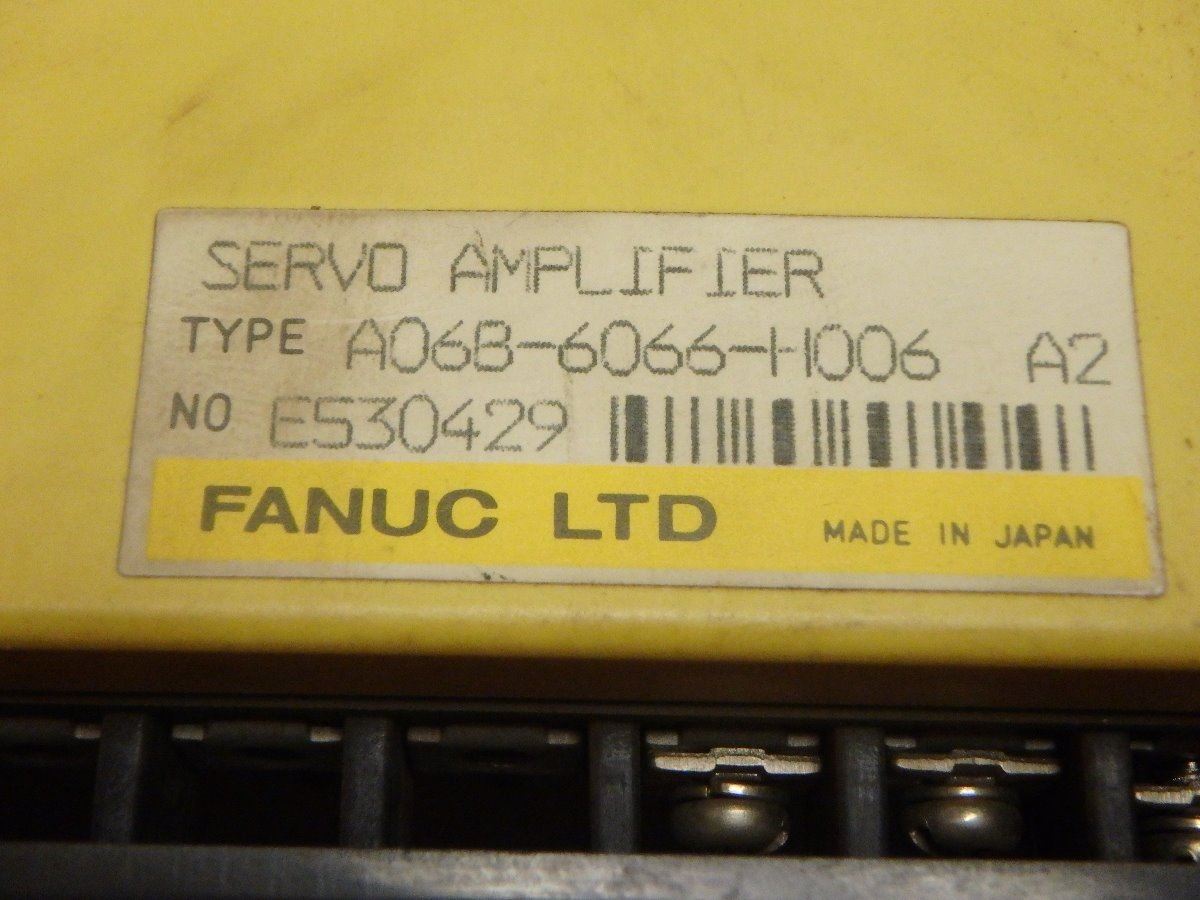 SERVO AMPLIFIER
TYPE A06B-6066-H006 A2
NO E530429
FANUC LTD MADE IN JAPAN